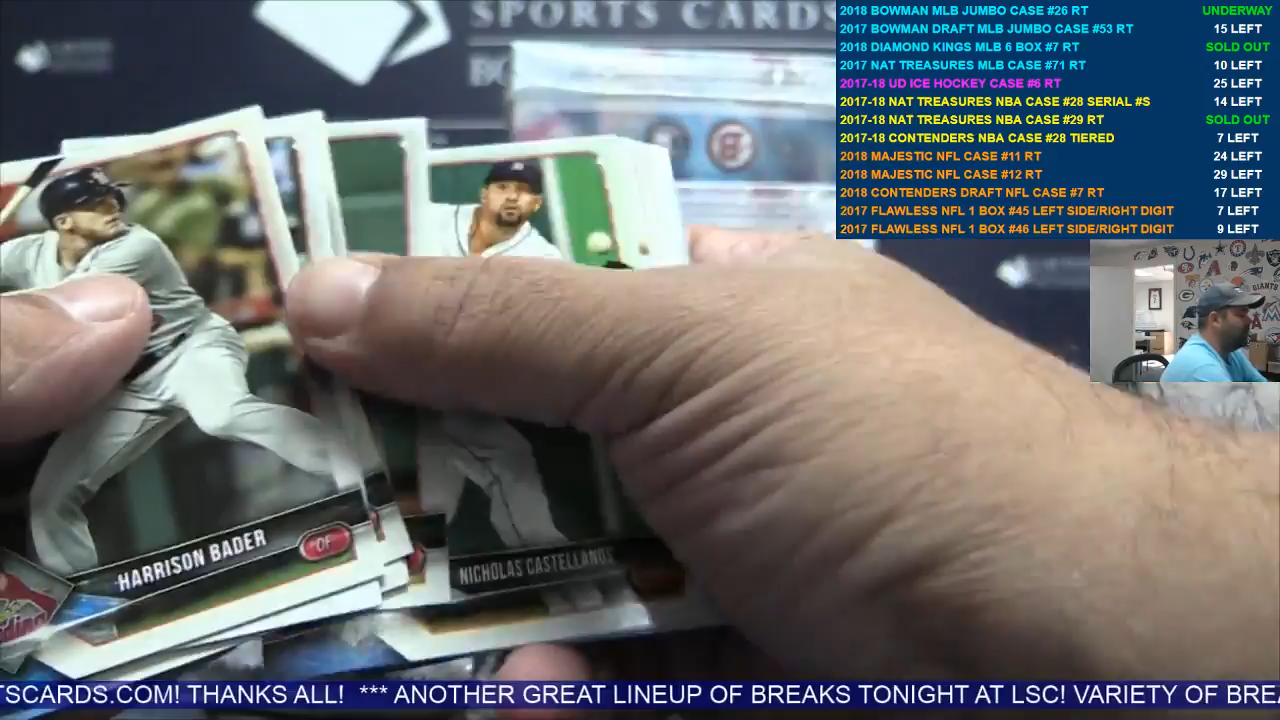 SPORTS CARDS
2018 BOWMAN MLB JUMBO CASE #26 RT UNDERWAY
2017 BOWMAN DRAFT MLB JUMBO CASE #53 RT 15 LEFT
2018 DIAMOND KINGS MLB 6 BOX #7 RT SOLD OUT
2017 NAT TREASURES MLB CASE #71 RT 10 LEFT
2017-18 UD ICE HOCKEY CASE #6 RT 25 LEFT
2017-18 NAT TREASURES NBA CASE #28 SERIAL #S 14 LEFT
2017-18 NAT TREASURES NBA CASE #29 RT SOLD OUT
2017-18 CONTENDERS NBA CASE #28 TIERED 7 LEFT
2018 MAJESTIC NFL CASE #11 RT 24 LEFT
2018 MAJESTIC NFL CASE #12 RT 29 LEFT
2018 CONTENDERS DRAFT NFL CASE #7 RT 17 LEFT
2017 FLAWLESS NFL 1 BOX #45 LEFT SIDE/RIGHT DIGIT 7 LEFT
2017 FLAWLESS NFL 1 BOX #46 LEFT SIDE/RIGHT DIGIT 9 LEFT
GIANTS
HARRISON BADER OF
NICHOLAS CASTELLANOS
TSCARDS.COM! THANKS ALL! *** ANOTHER GREAT LINEUP OF BREAKS TONIGHT AT LSC! VARIETY OF BRE